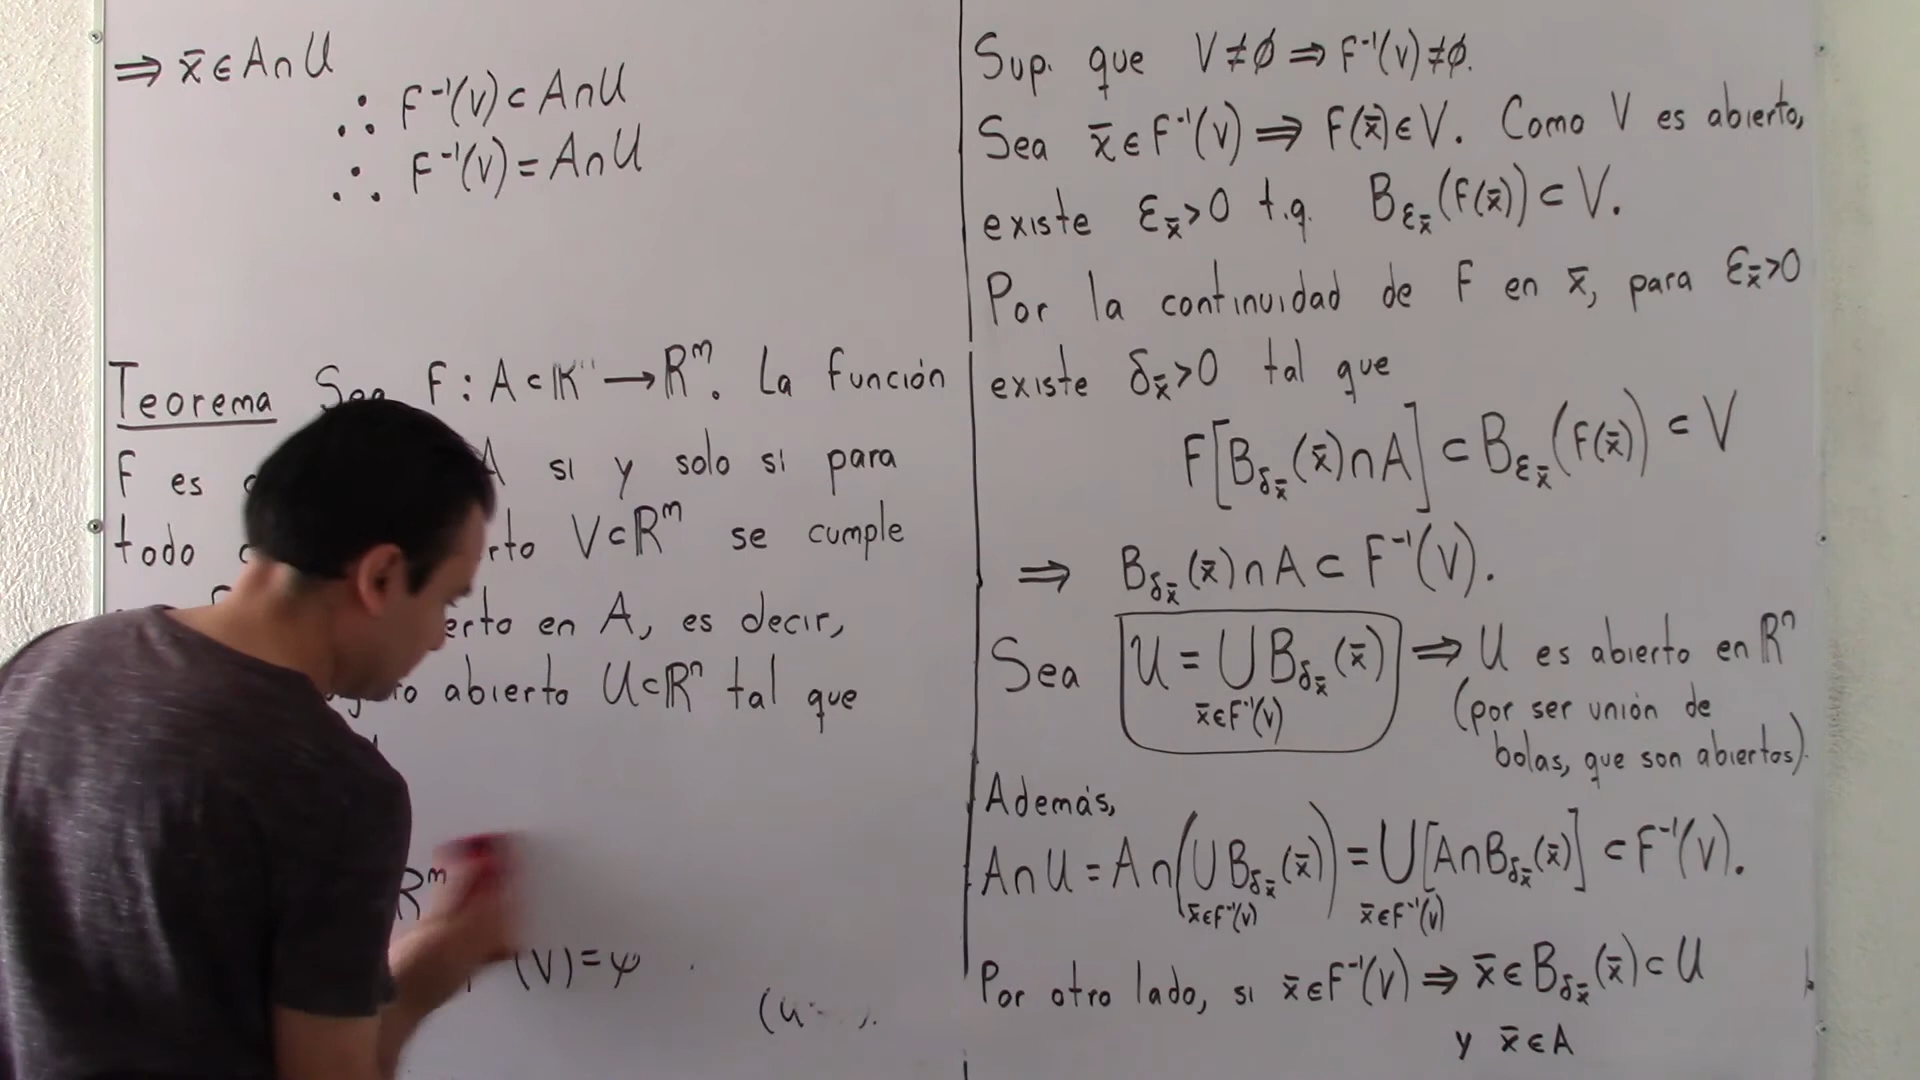 ⇒ x̄ ∈ A∩U
∴ F⁻¹(V) ⊂ A∩U
∴ F⁻¹(V) = A∩U
Teorema Sea F : A ⊂ → Rᵐ. La función
F es A si y solo si para
todo V⊂Rᵐ se cumple
en A, es decir,
abierto U⊂Rⁿ tal que
Rᵐ
(V) =
Sup. que V≠∅ ⇒ F⁻¹(V)≠∅.
Sea x̄ ∈ F⁻¹(V) ⇒ F(x̄) ∈ V. Como V es abierto,
existe ε_x̄ > 0 t.q. B_ε_x̄(F(x̄)) ⊂ V.
Por la continuidad de F en x̄, para ε_x̄ > 0
existe δ_x̄ > 0 tal que
F[B_δ_x̄(x̄)∩A] ⊂ B_ε_x̄(F(x̄)) ⊂ V
⇒ B_δ_x̄(x̄)∩A ⊂ F⁻¹(V).
Sea U = ∪ B_δ_x̄(x̄) ⇒ U es abierto en Rⁿ
x̄∈F⁻¹(V) (por ser unión de
bolas, que son abiertos).
Además,
A∩U = A∩(∪ B_δ_x̄(x̄)) = ∪[A∩B_δ_x̄(x̄)] ⊂ F⁻¹(V).
x̄∈F⁻¹(V) x̄∈F⁻¹(V)
Por otro lado, si x̄∈F⁻¹(V) ⇒ x̄ ∈ B_δ_x̄(x̄) ⊂ U
y x̄∈A